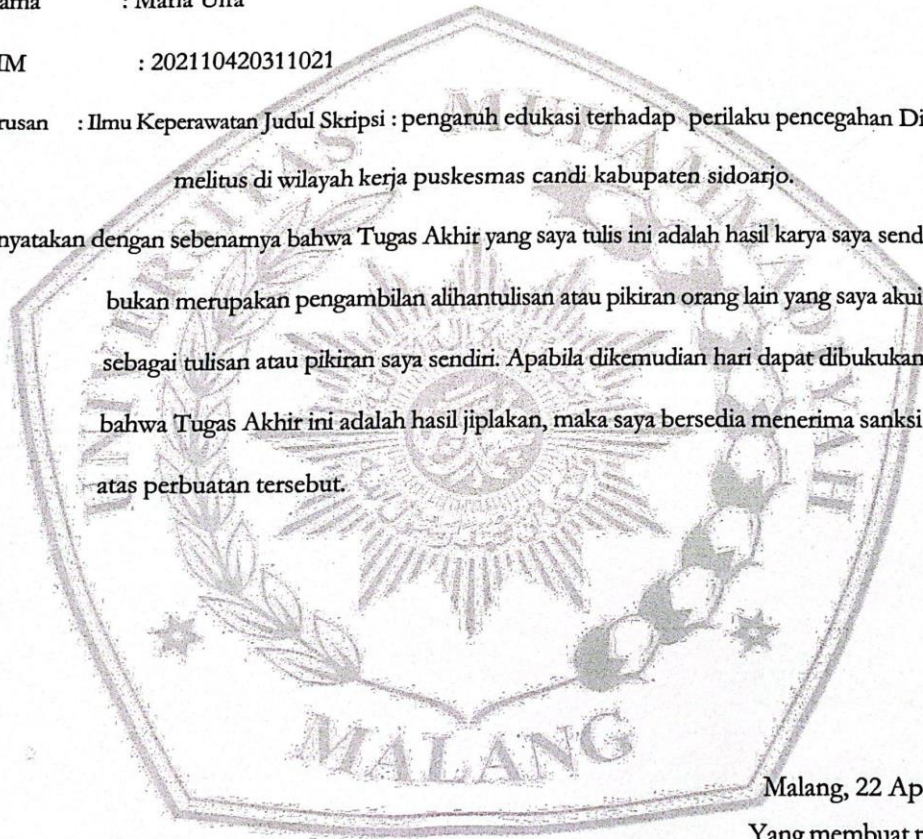 : Maria Ulfa
IM : 202110420311021
rusan : Ilmu Keperawatan Judul Skripsi : pengaruh edukasi terhadap perilaku pencegahan Di
melitus di wilayah kerja puskesmas candi kabupaten sidoarjo.
nyatakan dengan sebenarnya bahwa Tugas Akhir yang saya tulis ini adalah hasil karya saya send
bukan merupakan pengambilan alihantulisan atau pikiran orang lain yang saya akui
sebagai tulisan atau pikiran saya sendiri. Apabila dikemudian hari dapat dibukukan
bahwa Tugas Akhir ini adalah hasil jiplakan, maka saya bersedia menerima sanksi
atas perbuatan tersebut.
UNIVERSITAS MUHAMMADIYAH
MALANG
Malang, 22 Ap
Yang membuat